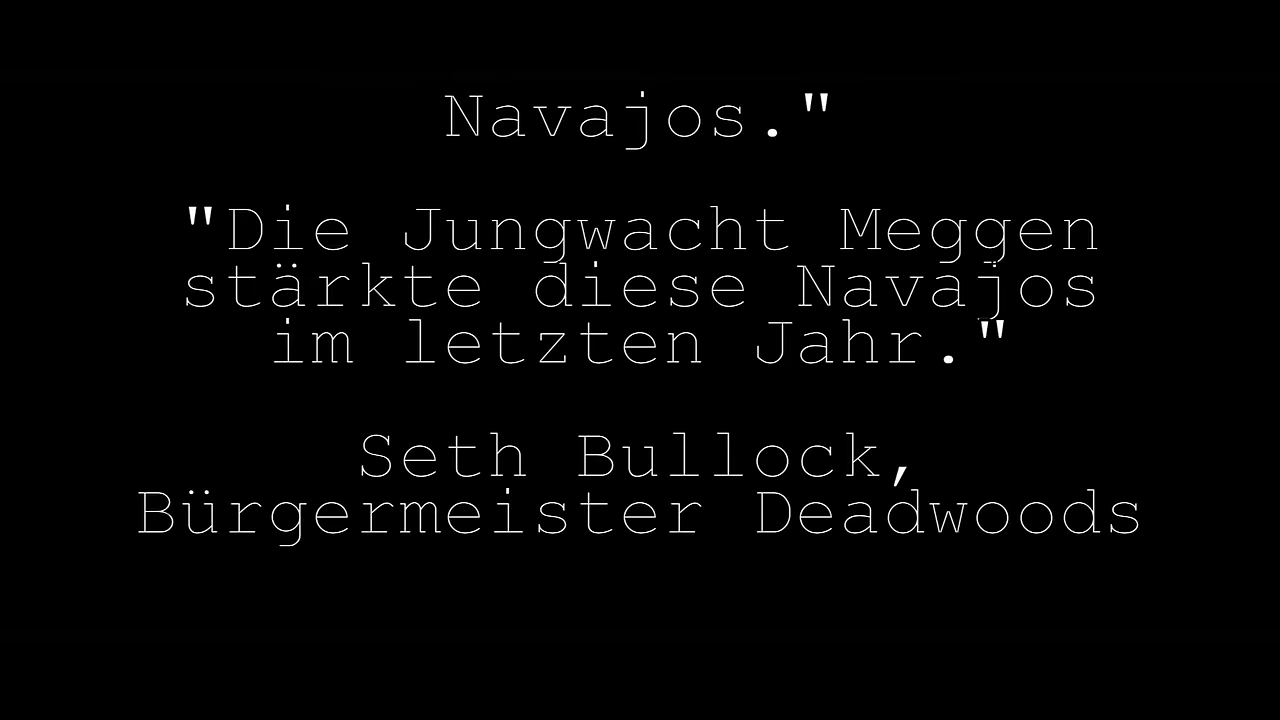 Navajos."
"Die Jungwacht Meggen
stärkte diese Navajos
im letzten Jahr."
Seth Bullock,
Bürgermeister Deadwoods